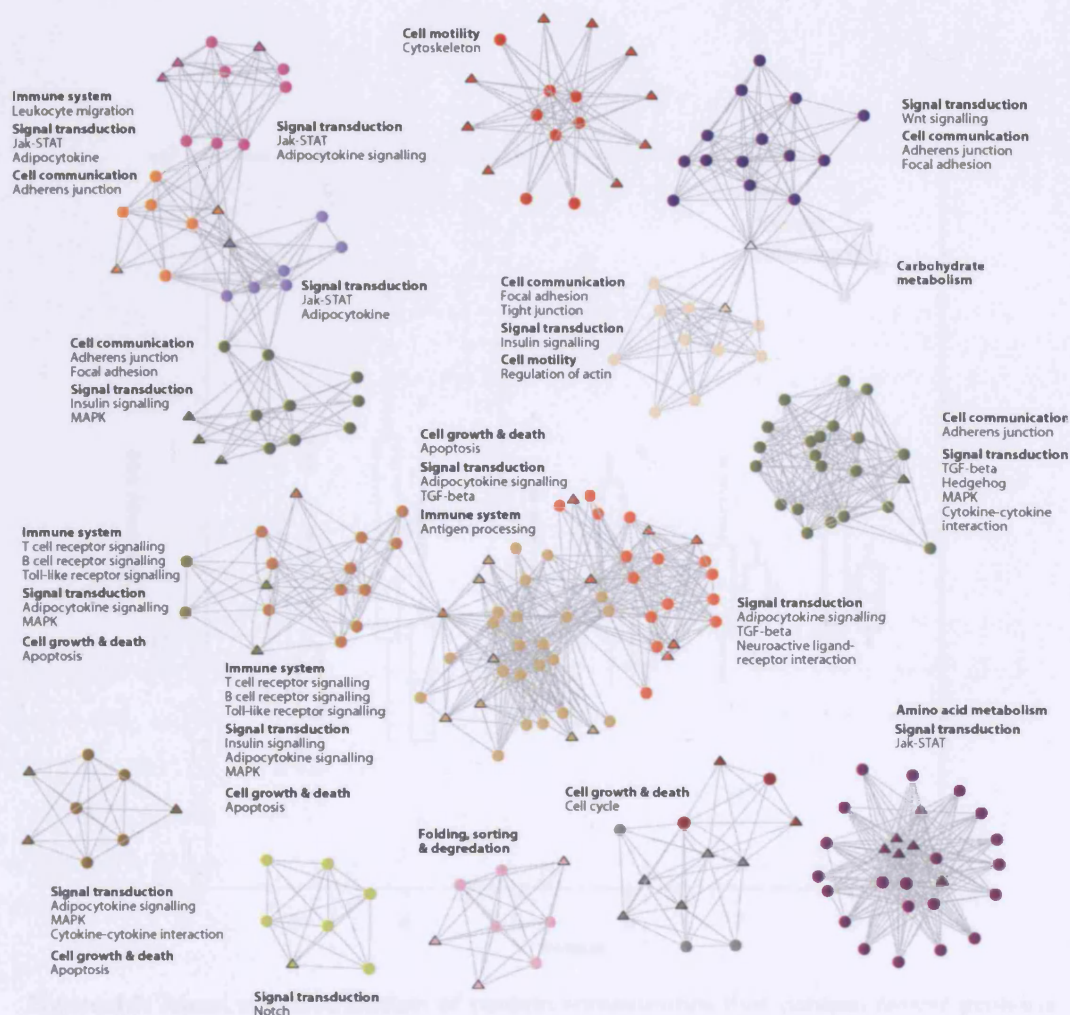 Cell motility
Cytoskeleton
Immune system
Leukocyte migration
Signal transduction
Jak-STAT
Adipocytokine
Cell communication
Adherens junction
Signal transduction
Jak-STAT
Adipocytokine signalling
Signal transduction
Wnt signalling
Cell communication
Adherens junction
Focal adhesion
Carbohydrate
metabolism
Signal transduction
Jak-STAT
Adipocytokine
Cell communication
Focal adhesion
Tight junction
Signal transduction
Insulin signalling
Cell motility
Regulation of actin
Cell communication
Adherens junction
Focal adhesion
Signal transduction
Insulin signalling
MAPK
Cell communication
Adherens junction
Signal transduction
TGF-beta
Hedgehog
MAPK
Cytokine-cytokine
interaction
Cell growth & death
Apoptosis
Signal transduction
Adipocytokine signalling
TGF-beta
Immune system
Antigen processing
Immune system
T cell receptor signalling
B cell receptor signalling
Toll-like receptor signalling
Signal transduction
Adipocytokine signalling
MAPK
Cell growth & death
Apoptosis
Signal transduction
Adipocytokine signalling
TGF-beta
Neuroactive ligand-
receptor interaction
Immune system
T cell receptor signalling
B cell receptor signalling
Toll-like receptor signalling
Signal transduction
Insulin signalling
Adipocytokine signalling
MAPK
Cell growth & death
Apoptosis
Amino acid metabolism
Signal transduction
Jak-STAT
Cell growth & death
Cell cycle
Folding, sorting
& degredation
Signal transduction
Adipocytokine signalling
MAPK
Cytokine-cytokine interaction
Cell growth & death
Apoptosis
Signal transduction
Notch